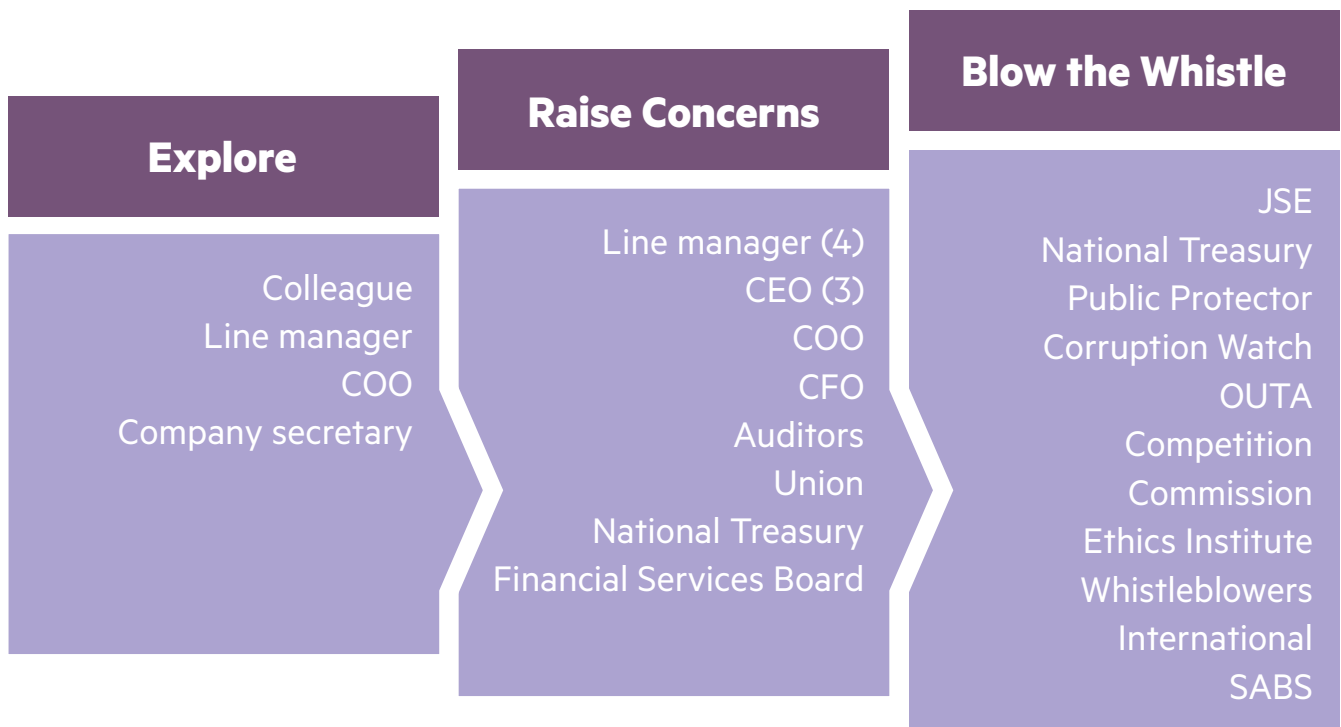 Explore
Colleague
Line manager
COO
Company secretary
Raise Concerns
Line manager (4)
CEO (3)
COO
CFO
Auditors
Union
National Treasury
Financial Services Board
Blow the Whistle
JSE
National Treasury
Public Protector
Corruption Watch
OUTA
Competition
Commission
Ethics Institute
Whistleblowers
International
SABS